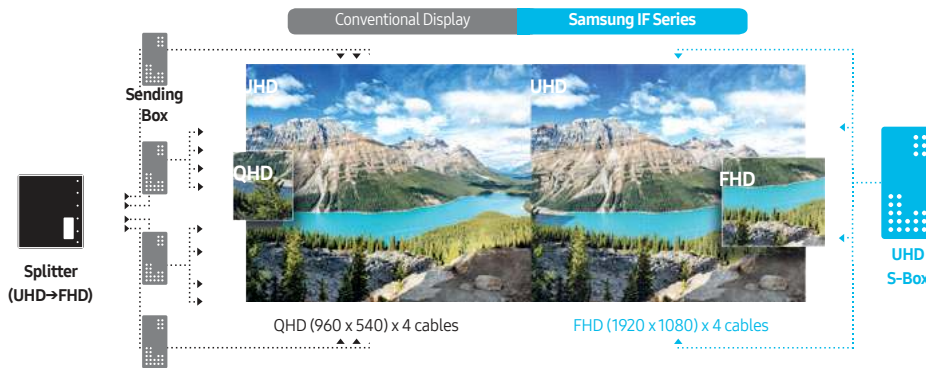 Conventional Display
Samsung IF Series
Sending
Box
UHD
UHD
QHD
FHD
Splitter
(UHD→FHD)
UHD
S-Box
QHD (960 x 540) x 4 cables
FHD (1920 x 1080) x 4 cables